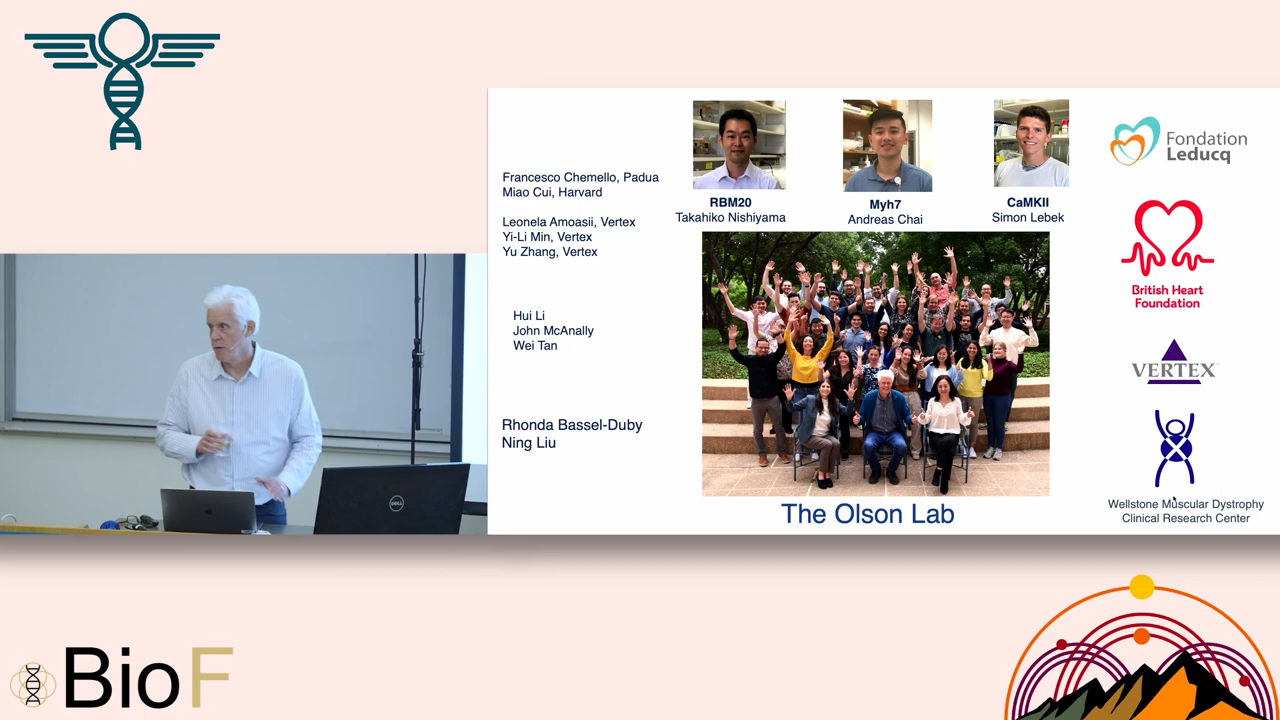 Francesco Chemello, Padua
Miao Cui, Harvard
Leonela Amoasii, Vertex
Yi-Li Min, Vertex
Yu Zhang, Vertex
Hui Li
John McAnally
Wei Tan
Rhonda Bassel-Duby
Ning Liu
RBM20
Takahiko Nishiyama
Myh7
Andreas Chai
CaMKII
Simon Lebek
The Olson Lab
Fondation
Leducq
British Heart
Foundation
VERTEX
Wellstone Muscular Dystrophy
Clinical Research Center
DELL
BioF